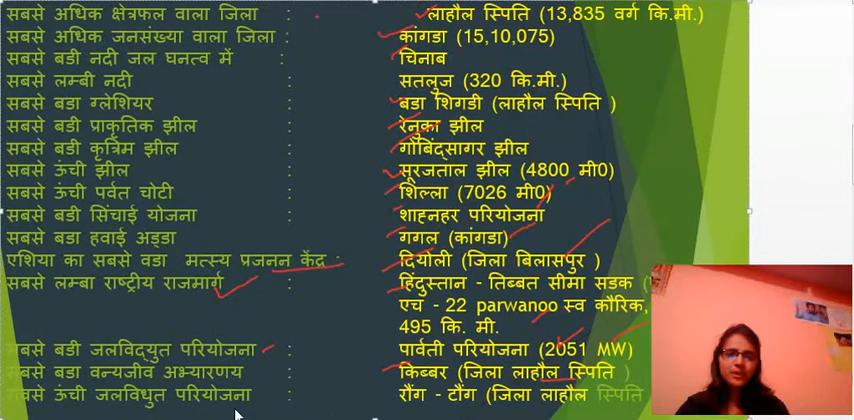 सबसे अधिक क्षेत्रफल वाला जिला : लाहौल स्पिति (13,835 वर्ग कि.मी.)
सबसे अधिक जनसंख्या वाला जिला : कांगडा (15,10,075)
सबसे बडी नदी जल घनत्व में : चिनाब
सबसे लम्बी नदी : सतलुज (320 कि.मी.)
सबसे बडा ग्लेशियर : बडा शिगडी (लाहौल स्पिति )
सबसे बडी प्राकृतिक झील : रेनुका झील
सबसे बडी कृत्रिम झील : गोबिंद्सागर झील
सबसे ऊंची झील : सूरजताल झील (4800 मी0)
सबसे ऊंची पर्वत चोटी : शिल्ला (7026 मी0)
सबसे बडी सिंचाई योजना : शाह्नहर परियोजना
सबसे बडा हवाई अड्डा : गगल (कांगडा)
एशिया का सबसे वडा मत्स्य प्रजनन केंद्र : दियोली (जिला बिलासपुर )
सबसे लम्बा राष्ट्रीय राजमार्ग : हिंदुस्तान - तिब्बत सीमा सडक (
एच - 22 parwanoo स्व कौरिक,
495 कि. मी.
सबसे बडी जलविद्युत परियोजना : पार्वती परियोजना (2051 MW)
सबसे बडा वन्यजीव अभ्यारणय : किब्बर (जिला लाहौल स्पिति )
सबसे ऊंची जलविधुत परियोजना : रौंग - टौंग (जिला लाहौल स्पिति